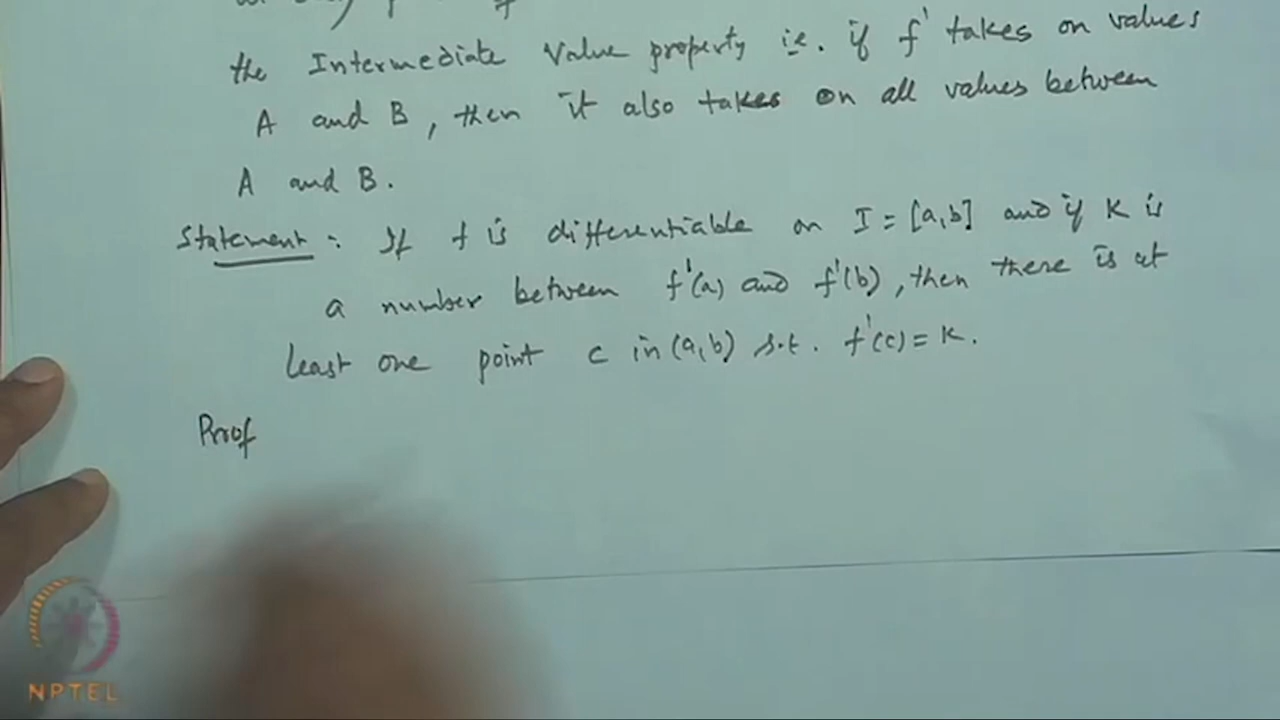 the Intermediate Value property i.e. if f' takes on values
A and B, then it also takes on all values between
A and B.
Statement : If f is differentiable on I = [a,b] and if K is
a number between f'(a) and f'(b), then there is at
least one point c in (a,b) s.t. f'(c) = K.
Proof
NPTEL